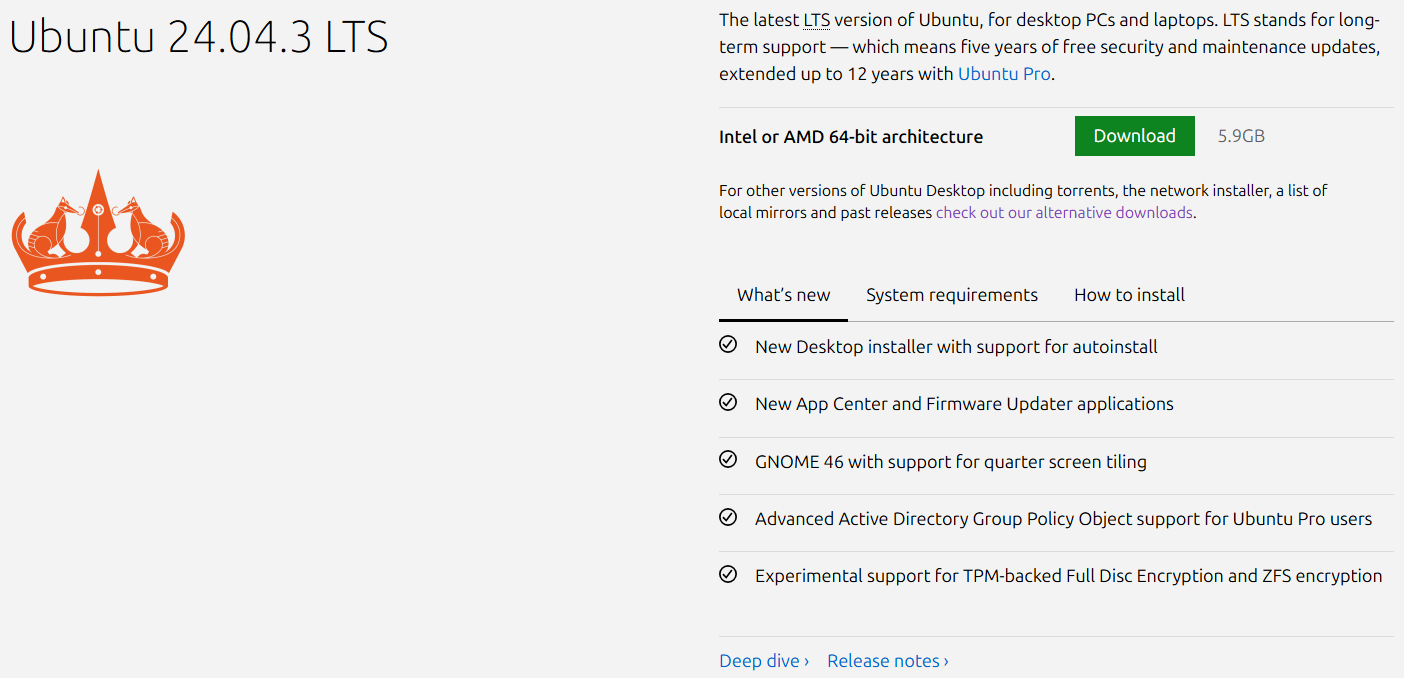 Ubuntu 24.04.3 LTS
The latest LTS version of Ubuntu, for desktop PCs and laptops. LTS stands for long-
term support — which means five years of free security and maintenance updates,
extended up to 12 years with Ubuntu Pro.
Intel or AMD 64-bit architecture
Download
5.9GB
For other versions of Ubuntu Desktop including torrents, the network installer, a list of
local mirrors and past releases check out our alternative downloads.
What’s new
System requirements
How to install
New Desktop installer with support for autoinstall
New App Center and Firmware Updater applications
GNOME 46 with support for quarter screen tiling
Advanced Active Directory Group Policy Object support for Ubuntu Pro users
Experimental support for TPM-backed Full Disc Encryption and ZFS encryption
Deep dive ›
Release notes ›